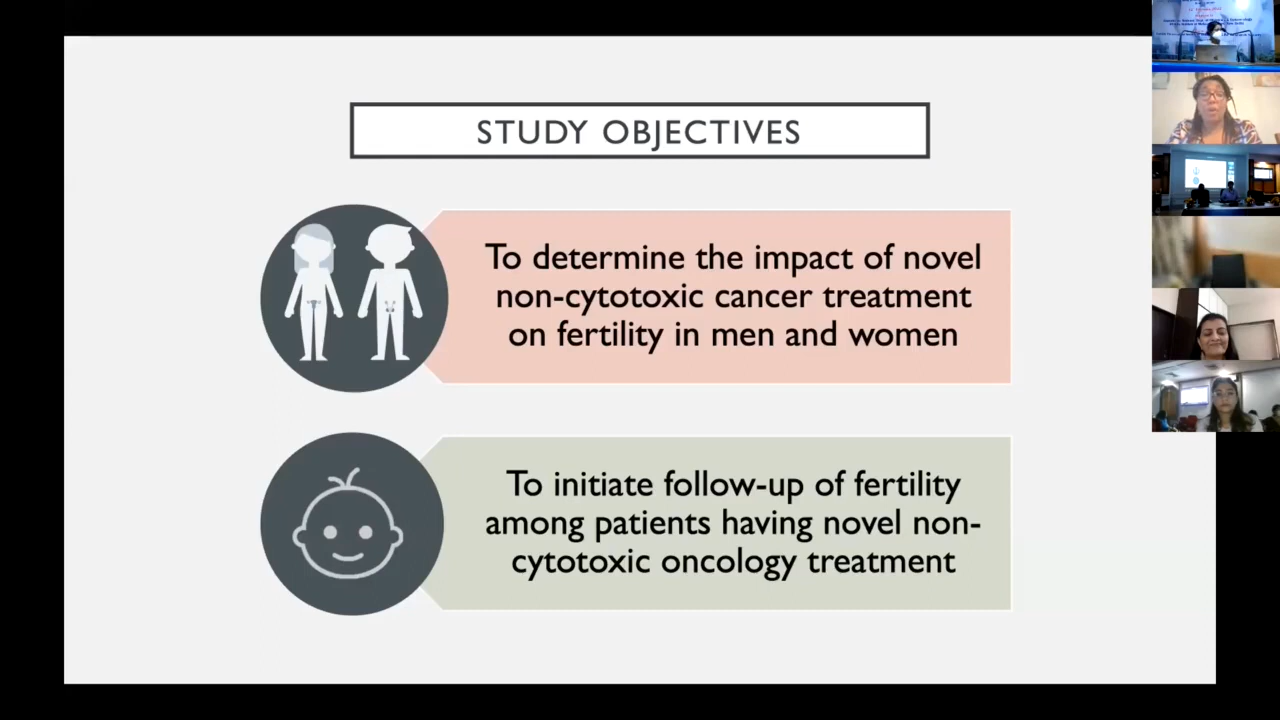 STUDY OBJECTIVES
To determine the impact of novel
non-cytotoxic cancer treatment
on fertility in men and women
To initiate follow-up of fertility
among patients having novel non-
cytotoxic oncology treatment